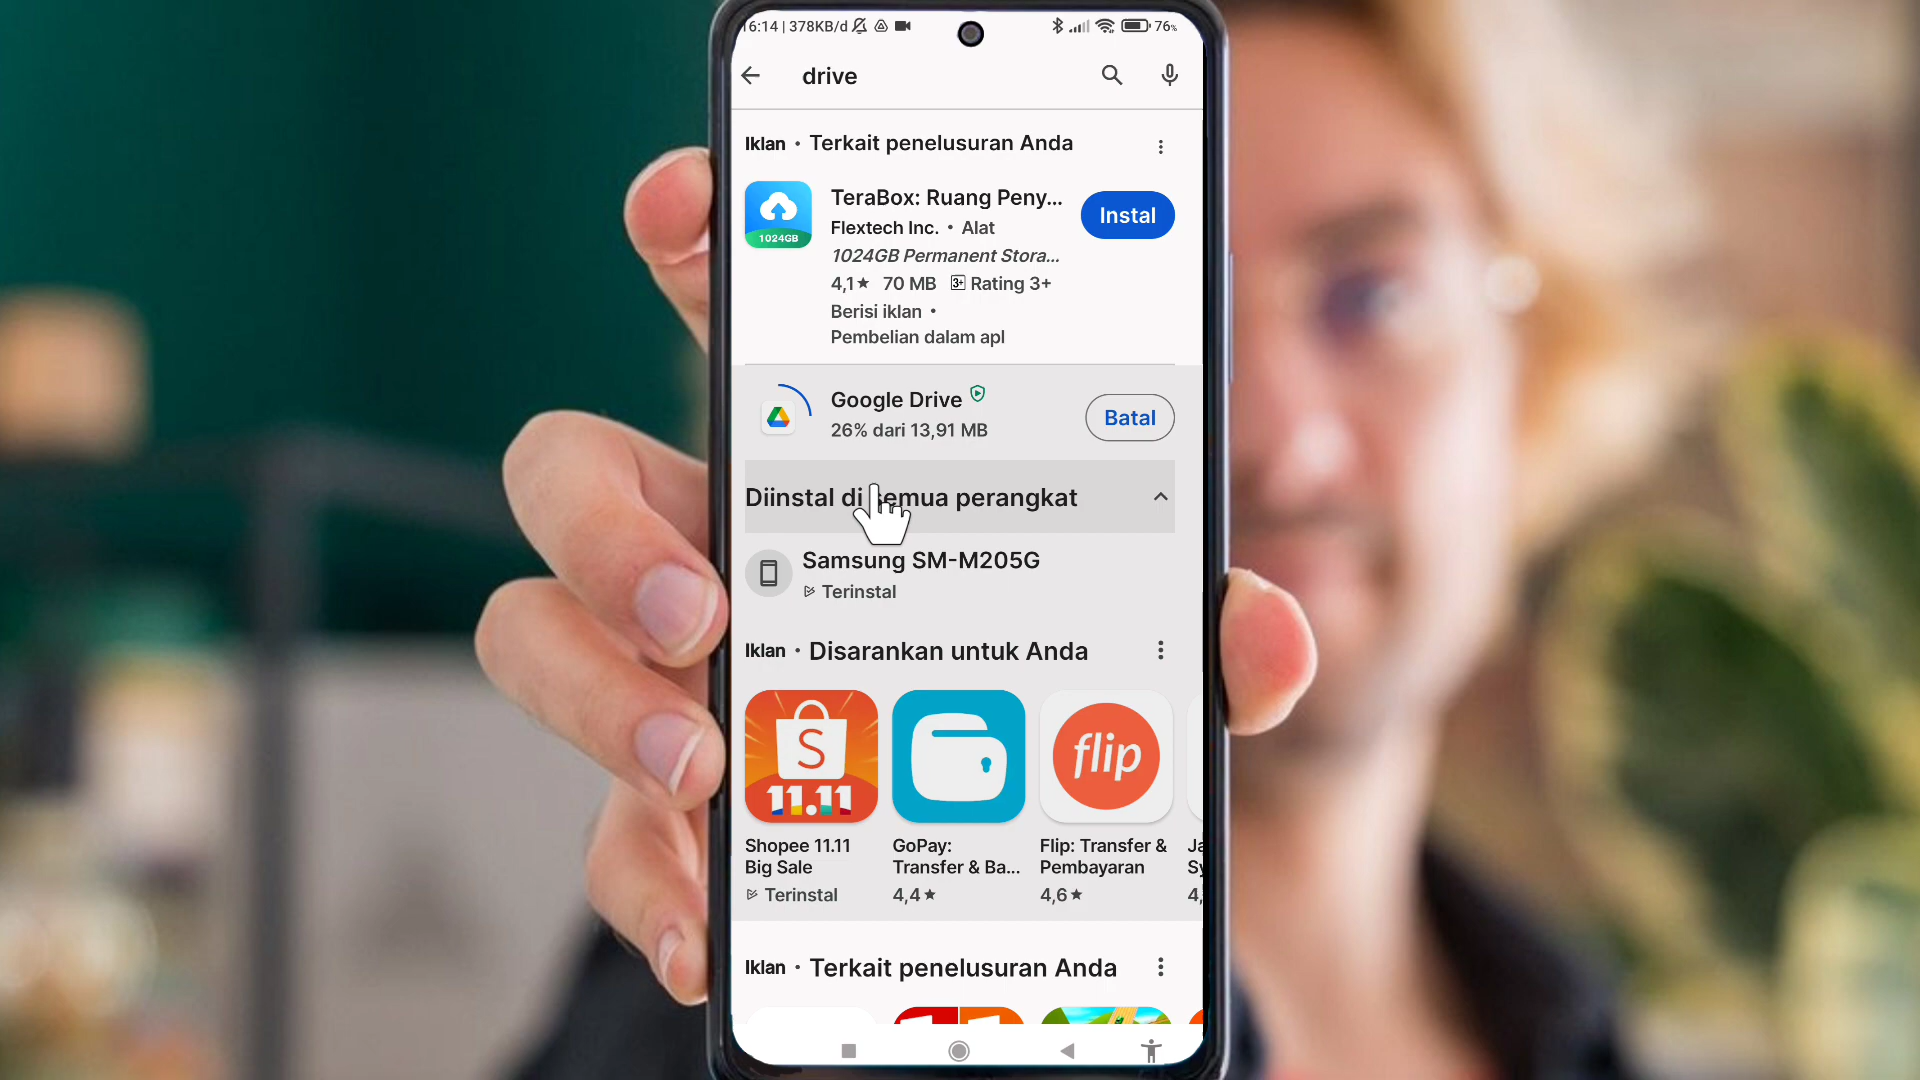 16:14 | 378KB/d 76%
drive
Iklan • Terkait penelusuran Anda
TeraBox: Ruang Peny...
Instal
Flextech Inc. • Alat
1024GB
1024GB Permanent Stora...
4,1★ 70 MB 3+ Rating 3+
Berisi iklan •
Pembelian dalam apl
Google Drive
26% dari 13,91 MB
Batal
Diinstal di semua perangkat
Samsung SM-M205G
Terinstal
Iklan • Disarankan untuk Anda
S
11.11
flip
Shopee 11.11
Big Sale
Terinstal
GoPay:
Transfer & Ba...
4,4★
Flip: Transfer &
Pembayaran
4,6★
Iklan • Terkait penelusuran Anda